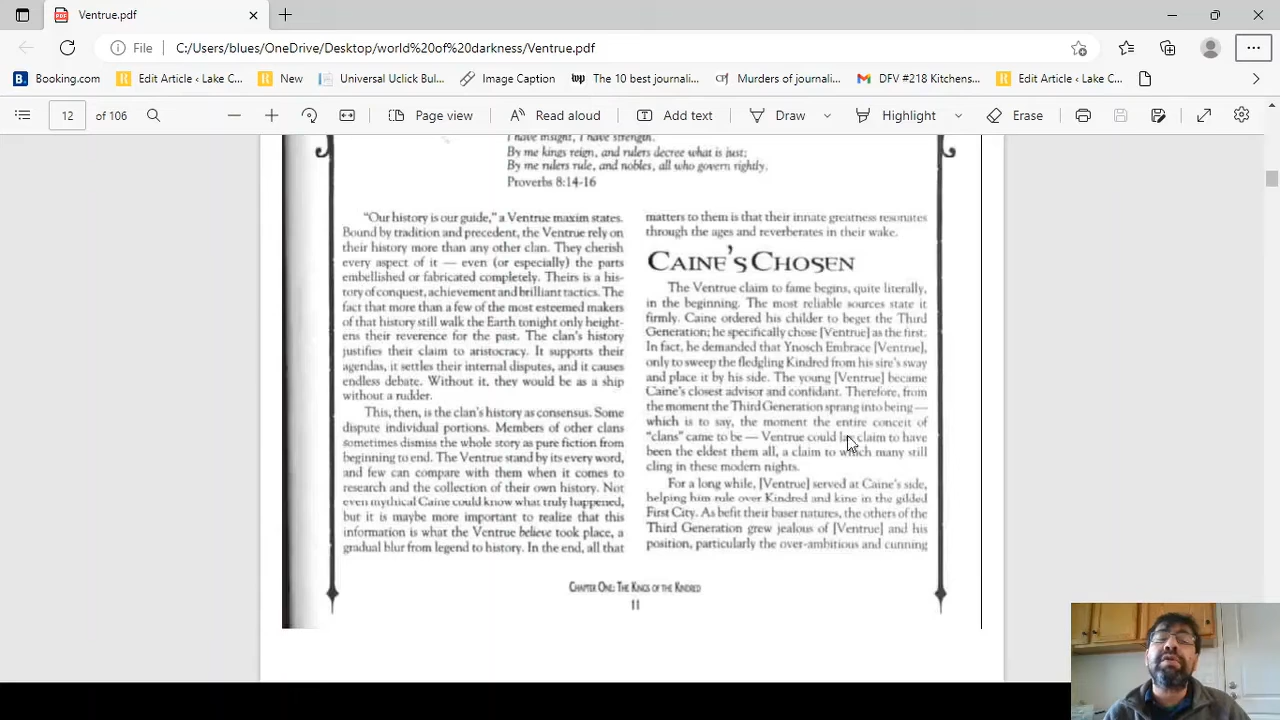 Ventrue.pdf
File C:/Users/blues/OneDrive/Desktop/world%20of%20darkness/Ventrue.pdf
Booking.com Edit Article ‹ Lake C... New Universal Uclick Bul... Image Caption The 10 best journali... Murders of journali... DFV #218 Kitchens... Edit Article ‹ Lake C...
12 of 106 Page view Read aloud Add text Draw Highlight Erase
I have insight, I have strength.
By me kings reign, and rulers decree what is just;
By me rulers rule, and nobles, all who govern rightly.
Proverbs 8:14-16
"Our history is our guide," a Ventrue maxim states.
Bound by tradition and precedent, the Ventrue rely on
their history more than any other clan. They cherish
every aspect of it — even (or especially) the parts
embellished or fabricated completely. Theirs is a his-
tory of conquest, achievement and brilliant tactics. The
fact that more than a few of the most esteemed makers
of that history still walk the Earth tonight only height-
ens their reverence for the past. The clan's history
justifies their claim to aristocracy. It supports their
agendas, it settles their internal disputes, and it causes
endless debate. Without it, they would be as a ship
without a rudder.
This, then, is the clan's history as consensus. Some
dispute individual portions. Members of other clans
sometimes dismiss the whole story as pure fiction from
beginning to end. The Ventrue stand by its every word,
and few can compare with them when it comes to
research and the collection of their own history. Not
even mythical Caine could know what truly happened,
but it is maybe more important to realize that this
information is what the Ventrue believe took place, a
gradual blur from legend to history. In the end, all that
matters to them is that their innate greatness resonates
through the ages and reverberates in their wake.
CAINE'S CHOSEN
The Ventrue claim to fame begins, quite literally,
in the beginning. The most reliable sources state it
firmly. Caine ordered his childer to beget the Third
Generation; he specifically chose [Ventrue] as the first.
In fact, he demanded that Ynosch Embrace [Ventrue],
only to sweep the fledgling Kindred from his sire's sway
and place it by his side. The young [Ventrue] became
Caine's closest advisor and confidant. Therefore, from
the moment the Third Generation sprang into being —
which is to say, the moment the entire conceit of
"clans" came to be — Ventrue could claim to have
been the eldest them all, a claim to which many still
cling in these modern nights.
For a long while, [Ventrue] served at Caine's side,
helping him rule over Kindred and kine in the gilded
First City. As befit their baser natures, the others of the
Third Generation grew jealous of [Ventrue] and his
position, particularly the over-ambitious and cunning
CHAPTER ONE: THE KINGS OF THE KINDRED
11